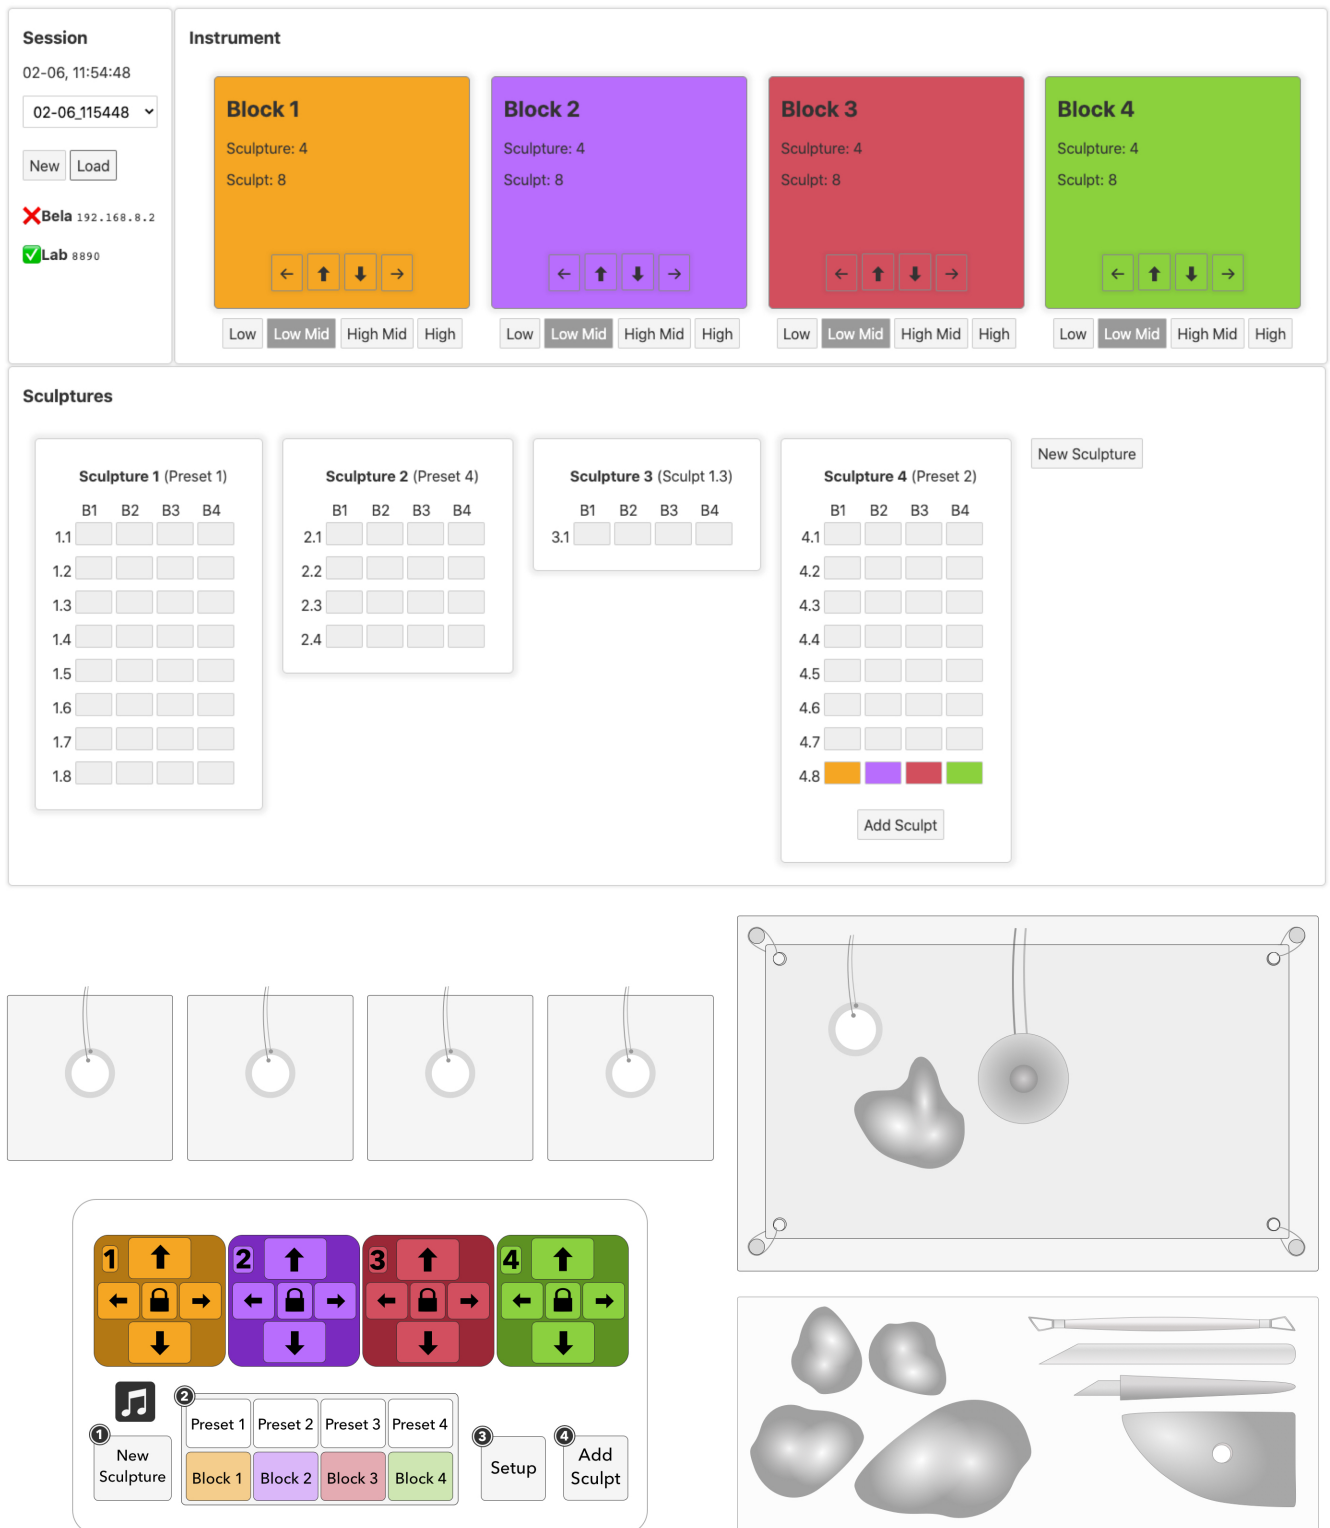 Session
02-06, 11:54:48
02-06_115448
New Load
❌Bela 192.168.8.2
✅Lab 8890
Instrument
Block 1
Sculpture: 4
Sculpt: 8
← ⬆ ⬇ →
Low Low Mid High Mid High
Block 2
Sculpture: 4
Sculpt: 8
← ⬆ ⬇ →
Low Low Mid High Mid High
Block 3
Sculpture: 4
Sculpt: 8
← ⬆ ⬇ →
Low Low Mid High Mid High
Block 4
Sculpture: 4
Sculpt: 8
← ⬆ ⬇ →
Low Low Mid High Mid High
Sculptures
Sculpture 1 (Preset 1)
B1 B2 B3 B4
1.1
1.2
1.3
1.4
1.5
1.6
1.7
1.8
Sculpture 2 (Preset 4)
B1 B2 B3 B4
2.1
2.2
2.3
2.4
Sculpture 3 (Sculpt 1.3)
B1 B2 B3 B4
3.1
Sculpture 4 (Preset 2)
B1 B2 B3 B4
4.1
4.2
4.3
4.4
4.5
4.6
4.7
4.8
Add Sculpt
New Sculpture
1
2
3
4
1
New
Sculpture
2
Preset 1 Preset 2 Preset 3 Preset 4
Block 1 Block 2 Block 3 Block 4
3
Setup
4
Add
Sculpt